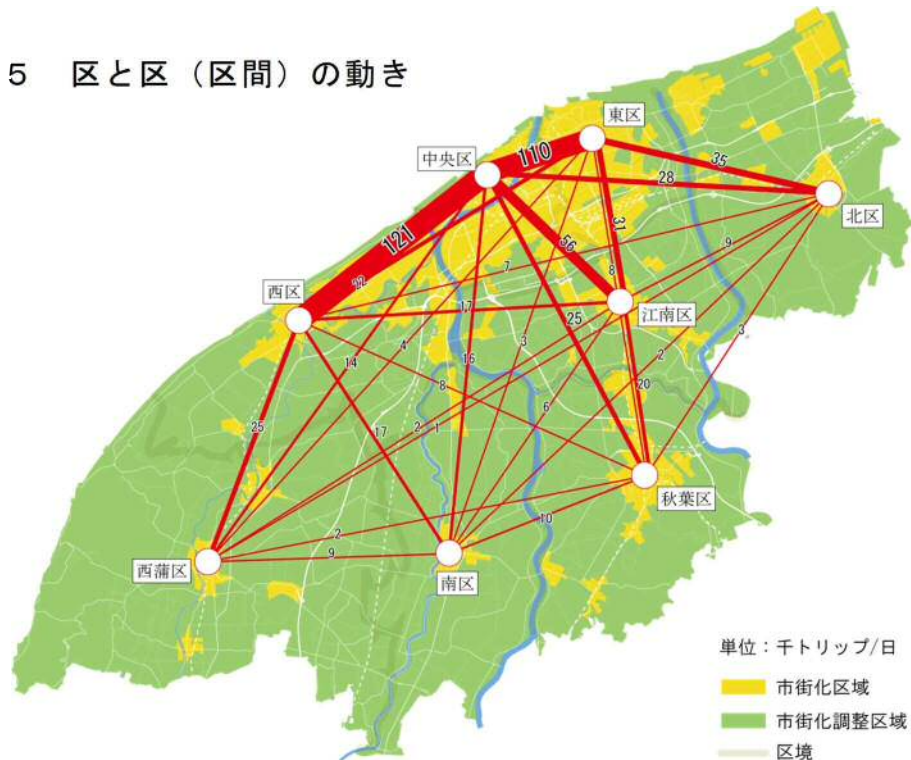 5 区と区（区間）の動き
東区
中央区
110
35
28
北区
121
31
56
9
7
8
22
西区
17
江南区
25
3
14
4
16
3
2
8
6
20
25
17
2
1
秋葉区
2
10
9
西蒲区
南区
単位：千トリップ/日
市街化区域
市街化調整区域
区境